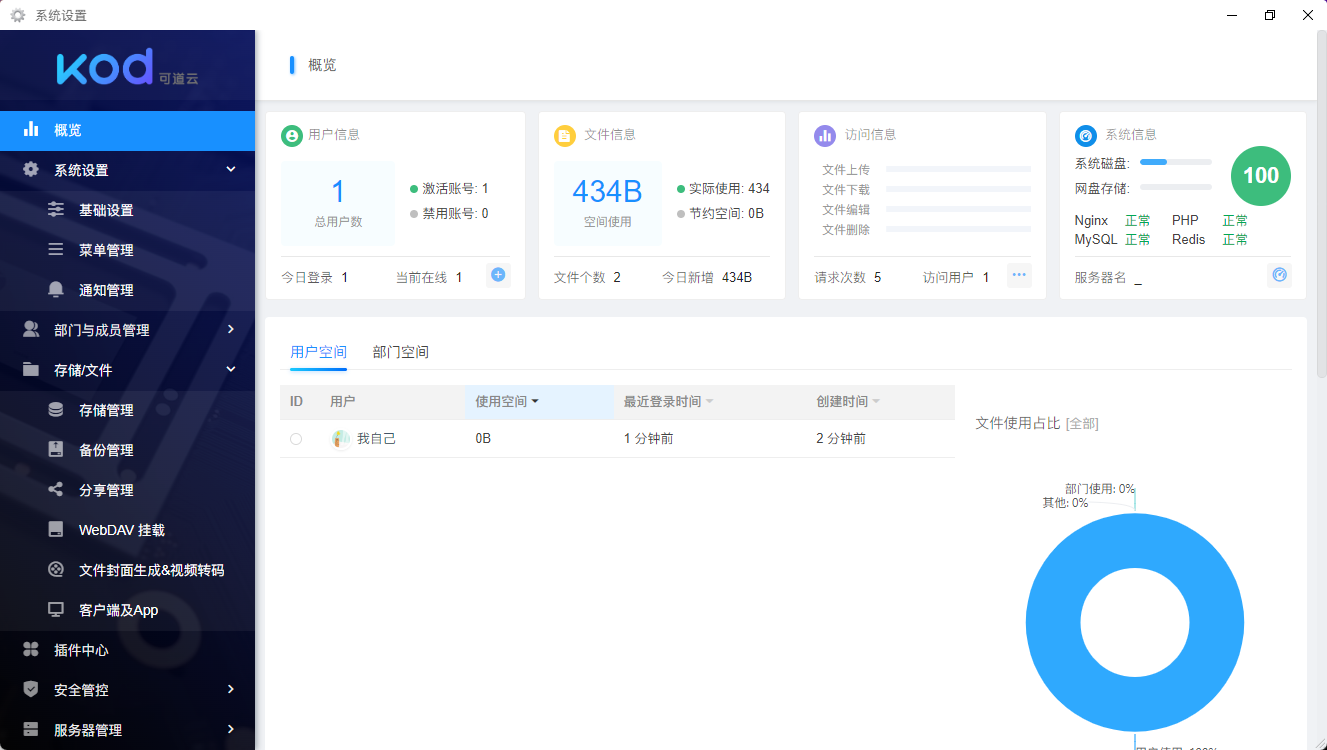 系统设置
kod 可道云
概览
系统设置
基础设置
菜单管理
通知管理
部门与成员管理
存储/文件
存储管理
备份管理
分享管理
WebDAV 挂载
文件封面生成&视频转码
客户端及App
插件中心
安全管控
服务器管理
概览
用户信息
1
总用户数
激活账号: 1
禁用账号: 0
今日登录 1 当前在线 1
文件信息
434B
空间使用
实际使用: 434
节约空间: 0B
文件个数 2 今日新增 434B
访问信息
文件上传
文件下载
文件编辑
文件删除
请求次数 5 访问用户 1
系统信息
系统磁盘:
网盘存储:
100
Nginx 正常 PHP 正常
MySQL 正常 Redis 正常
服务器名 _
用户空间 部门空间
ID 用户 使用空间 最近登录时间 创建时间
我自己 0B 1 分钟前 2 分钟前
文件使用占比 [全部]
部门使用: 0%
其他: 0%